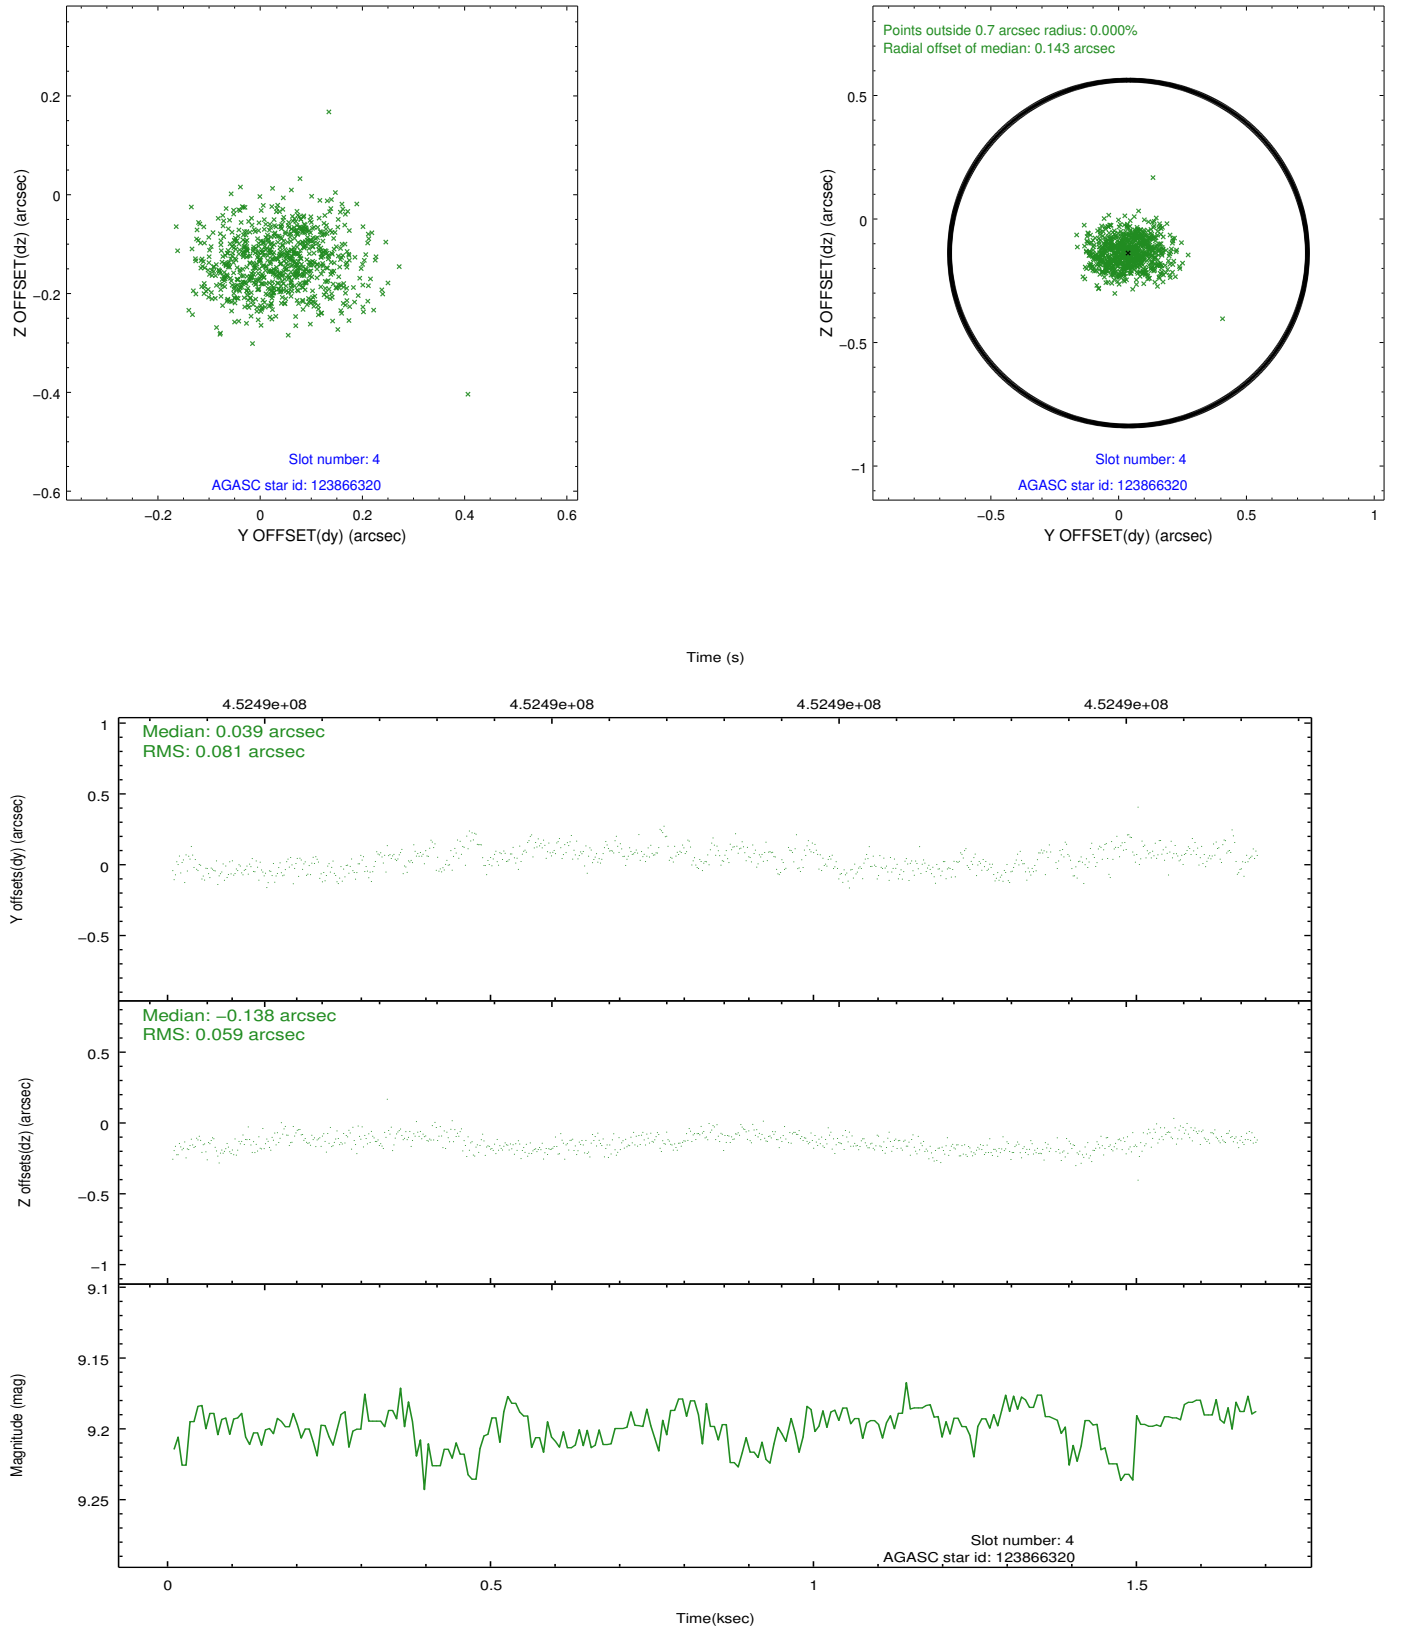 0.2
0
−0.2
−0.4
−0.6
Z OFFSET(dz) (arcsec)
Slot number: 4
AGASC star id: 123866320
−0.2
0
0.2
0.4
0.6
Y OFFSET(dy) (arcsec)
Points outside 0.7 arcsec radius: 0.000%
Radial offset of median: 0.143 arcsec
0.5
0
−0.5
−1
Z OFFSET(dz) (arcsec)
Slot number: 4
AGASC star id: 123866320
−0.5
0
0.5
1
Y OFFSET(dy) (arcsec)
Time (s)
4.5249e+08
4.5249e+08
4.5249e+08
4.5249e+08
Median: 0.039 arcsec
RMS: 0.081 arcsec
1
0.5
0
−0.5
Y offsets(dy) (arcsec)
Median: −0.138 arcsec
RMS: 0.059 arcsec
0.5
0
−0.5
−1
Z offsets(dz) (arcsec)
9.1
9.15
9.2
9.25
Magnitude (mag)
Slot number: 4
AGASC star id: 123866320
0
0.5
1
1.5
Time(ksec)